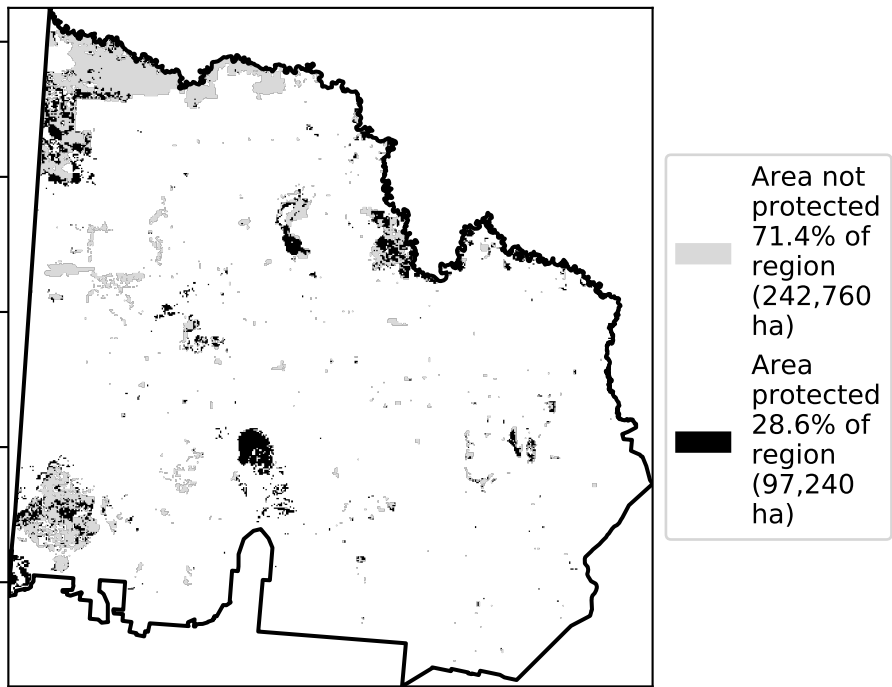 Area not
protected
71.4% of
region
(242,760
ha)
Area
protected
28.6% of
region
(97,240
ha)